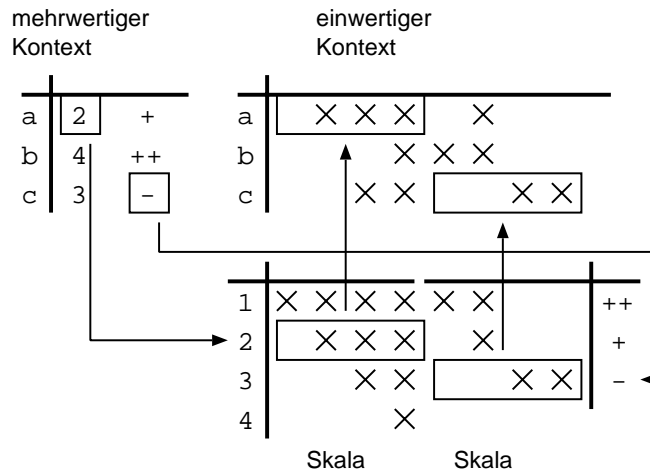 mehrwertiger
Kontext
einwertiger
Kontext
a 2 +
b 4 ++
c 3 -
a × × × ×
b × × ×
c × × × ×
1 × × × × × × ++
2 × × × × +
3 × × × × -
4 ×
Skala Skala